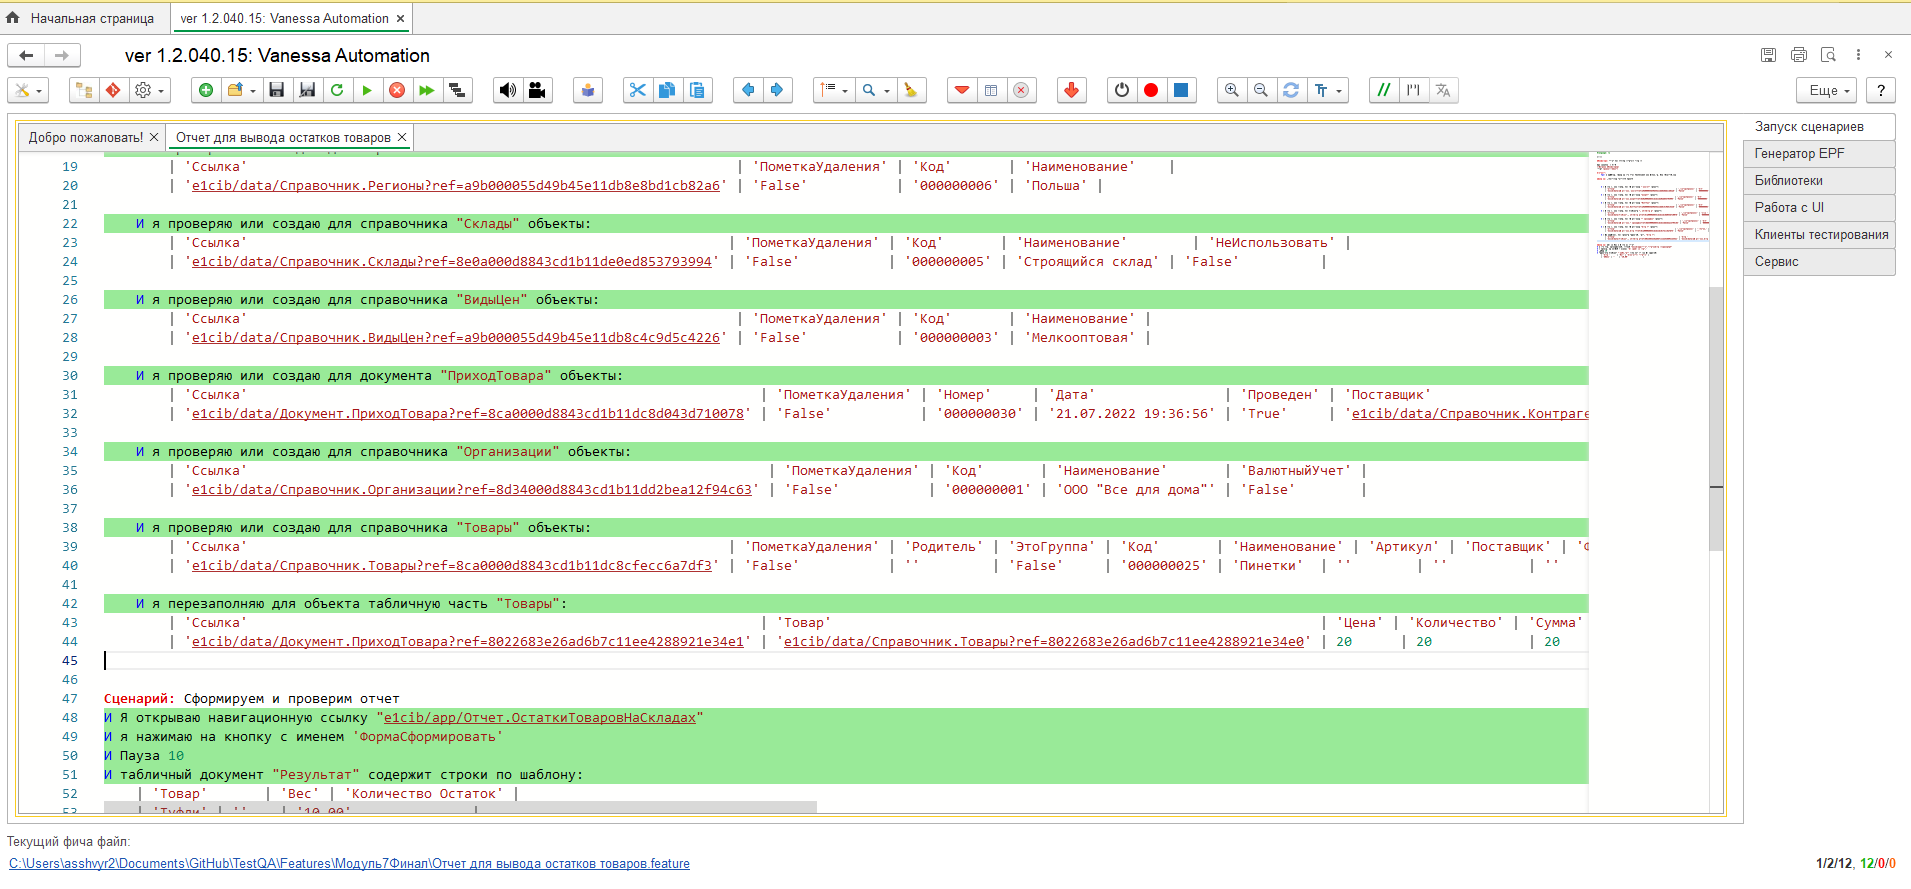 Начальная страница
ver 1.2.040.15: Vanessa Automation ×
ver 1.2.040.15: Vanessa Automation
Еще
?
Добро пожаловать! ×
Отчет для вывода остатков товаров ×
19 | 'Ссылка' | 'ПометкаУдаления' | 'Код' | 'Наименование' |
20 | 'e1cib/data/Справочник.Регионы?ref=a9b000055d49b45e11db8e8bd1cb82a6' | 'False' | '000000006' | 'Польша' |
21
22 И я проверяю или создаю для справочника "Склады" объекты:
23 | 'Ссылка' | 'ПометкаУдаления' | 'Код' | 'Наименование' | 'НеИспользовать' |
24 | 'e1cib/data/Справочник.Склады?ref=8e0a000d8843cd1b11de0ed853793994' | 'False' | '000000005' | 'Строящийся склад' | 'False' |
25
26 И я проверяю или создаю для справочника "ВидыЦен" объекты:
27 | 'Ссылка' | 'ПометкаУдаления' | 'Код' | 'Наименование' |
28 | 'e1cib/data/Справочник.ВидыЦен?ref=a9b000055d49b45e11db8c4c9d5c4226' | 'False' | '000000003' | 'Мелкооптовая' |
29
30 И я проверяю или создаю для документа "ПриходТовара" объекты:
31 | 'Ссылка' | 'ПометкаУдаления' | 'Номер' | 'Дата' | 'Проведен' | 'Поставщик'
32 | 'e1cib/data/Документ.ПриходТовара?ref=8ca0000d8843cd1b11dc8d043d710078' | 'False' | '000000030' | '21.07.2022 19:36:56' | 'True' | 'e1cib/data/Справочник.Контраге
33
34 И я проверяю или создаю для справочника "Организации" объекты:
35 | 'Ссылка' | 'ПометкаУдаления' | 'Код' | 'Наименование' | 'ВалютныйУчет' |
36 | 'e1cib/data/Справочник.Организации?ref=8d34000d8843cd1b11dd2bea12f94c63' | 'False' | '000000001' | 'ООО "Все для дома"' | 'False' |
37
38 И я проверяю или создаю для справочника "Товары" объекты:
39 | 'Ссылка' | 'ПометкаУдаления' | 'Родитель' | 'ЭтоГруппа' | 'Код' | 'Наименование' | 'Артикул' | 'Поставщик' |
40 | 'e1cib/data/Справочник.Товары?ref=8ca0000d8843cd1b11dc8cfecc6a7df3' | 'False' | '' | 'False' | '000000025' | 'Пинетки' | '' | '' | ''
41
42 И я перезаполняю для объекта табличную часть "Товары":
43 | 'Ссылка' | 'Товар' | 'Цена' | 'Количество' | 'Сумма'
44 | 'e1cib/data/Документ.ПриходТовара?ref=8022683e26ad6b7c11ee4288921e34e1' | 'e1cib/data/Справочник.Товары?ref=8022683e26ad6b7c11ee4288921e34e0' | 20 | 20 | 20
45
46
47 Сценарий: Сформируем и проверим отчет
48 И Я открываю навигационную ссылку "e1cib/app/Отчет.ОстаткиТоваровНаСкладах"
49 И я нажимаю на кнопку с именем 'ФормаСформировать'
50 И Пауза 10
51 И табличный документ "Результат" содержит строки по шаблону:
52 | 'Товар' | 'Вес' | 'Количество Остаток' |
53 | 'Туфли' | '' | '10,00' |
Запуск сценариев
Генератор EPF
Библиотеки
Работа с UI
Клиенты тестирования
Сервис
Текущий фича файл:
C:\Users\asshvyr2\Documents\GitHub\TestQA\Features\Модуль7Финал\Отчет для вывода остатков товаров.feature
1/2/12, 12/0/0